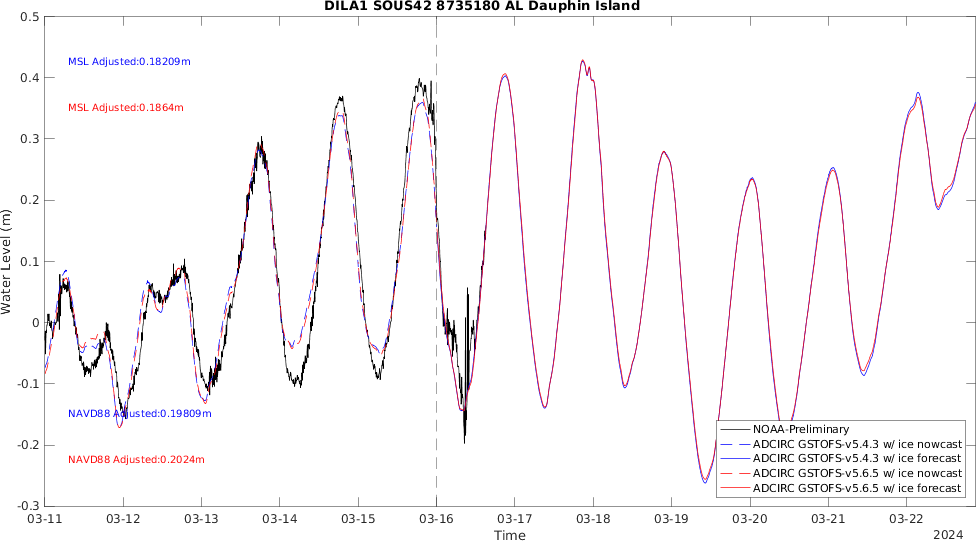 DILA1 SOUS42 8735180 AL Dauphin Island
0.5
0.4
0.3
0.2
0.1
0
-0.1
-0.2
-0.3
Water Level (m)
MSL Adjusted:0.18209m
MSL Adjusted:0.1864m
NAVD88 Adjusted:0.19809m
NAVD88 Adjusted:0.2024m
NOAA-Preliminary
ADCIRC GSTOFS-v5.4.3 w/ ice nowcast
ADCIRC GSTOFS-v5.4.3 w/ ice forecast
ADCIRC GSTOFS-v5.6.5 w/ ice nowcast
ADCIRC GSTOFS-v5.6.5 w/ ice forecast
03-11 03-12 03-13 03-14 03-15 03-16 03-17 03-18 03-19 03-20 03-21 03-22
Time
2024